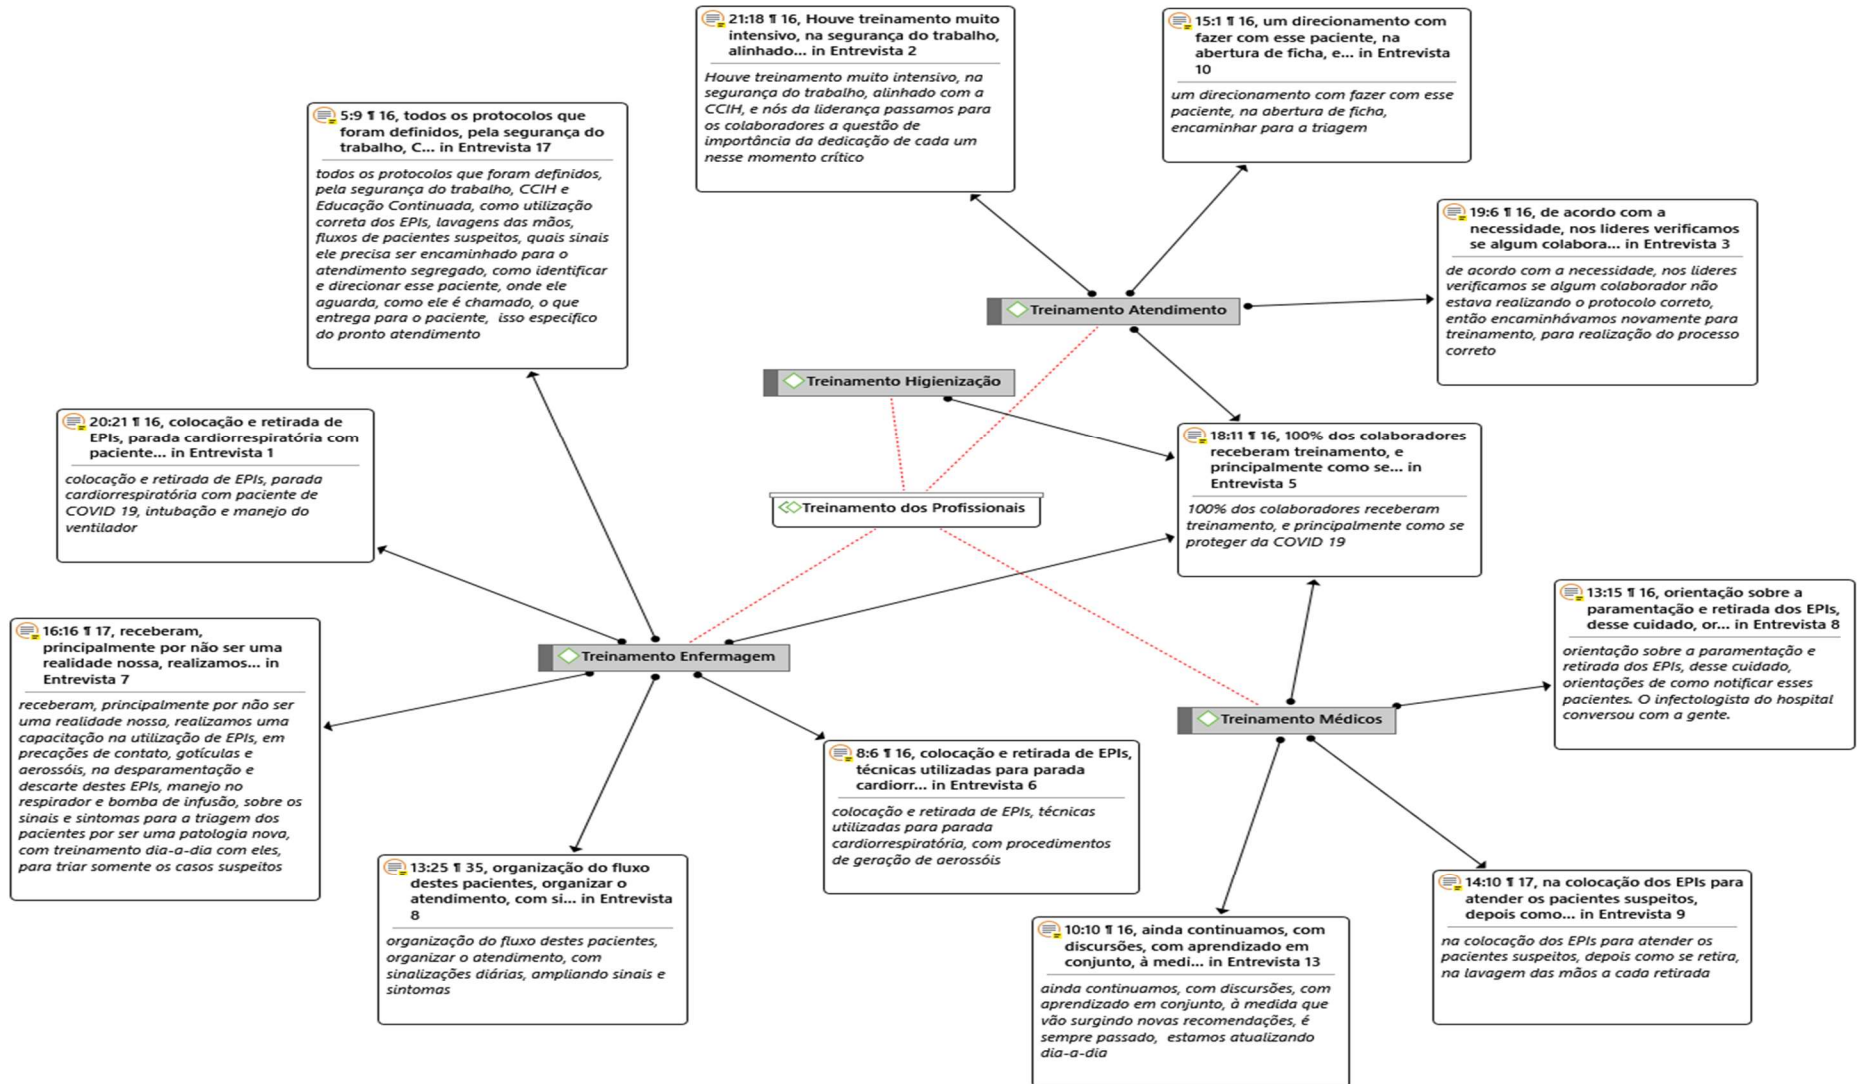 21:18 ¶ 16, Houve treinamento muito
intensivo, na segurança do trabalho,
alinhado... in Entrevista 2
Houve treinamento muito intensivo, na
segurança do trabalho, alinhado com a
CCIH, e nós da liderança passamos para
os colaboradores a questão de
importância da dedicação de cada um
nesse momento crítico
15:1 ¶ 16, um direcionamento com
fazer com esse paciente, na
abertura de ficha, e... in Entrevista
10
um direcionamento com fazer com esse
paciente, na abertura de ficha,
encaminhar para a triagem
5:9 ¶ 16, todos os protocolos que
foram definidos, pela segurança do
trabalho, C... in Entrevista 17
todos os protocolos que foram definidos,
pela segurança do trabalho, CCIH e
Educação Continuada, como utilização
correta dos EPIs, lavagens das mãos,
fluxos de pacientes suspeitos, quais sinais
ele precisa ser encaminhado para o
atendimento segregado, como identificar
e direcionar esse paciente, onde ele
aguarda, como ele é chamado, o que
entrega para o paciente, isso especifico
do pronto atendimento
19:6 ¶ 16, de acordo com a
necessidade, nos lideres verificamos
se algum colabora... in Entrevista 3
de acordo com a necessidade, nos lideres
verificamos se algum colaborador não
estava realizando o protocolo correto,
então encaminhávamos novamente para
treinamento, para realização do processo
correto
Treinamento Atendimento
Treinamento Higienização
20:21 ¶ 16, colocação e retirada de
EPIs, parada cardiorrespiratória com
paciente... in Entrevista 1
colocação e retirada de EPIs, parada
cardiorrespiratória com paciente de
COVID 19, intubação e manejo do
ventilador
18:11 ¶ 16, 100% dos colaboradores
receberam treinamento, e
principalmente como se... in
Entrevista 5
100% dos colaboradores receberam
treinamento, e principalmente como se
proteger da COVID 19
Treinamento dos Profissionais
13:15 ¶ 16, orientação sobre a
paramentação e retirada dos EPIs,
desse cuidado, or... in Entrevista 8
orientação sobre a paramentação e
retirada dos EPIs, desse cuidado,
orientações de como notificar esses
pacientes. O infectologista do hospital
conversou com a gente.
16:16 ¶ 17, receberam,
principalmente por não ser uma
realidade nossa, realizamos... in
Entrevista 7
receberam, principalmente por não ser
uma realidade nossa, realizamos uma
capacitação na utilização de EPIs, em
precações de contato, gotículas e
aerossóis, na desparamentação e
descarte destes EPIs, manejo no
respirador e bomba de infusão, sobre os
sinais e sintomas para a triagem dos
pacientes por ser uma patologia nova,
com treinamento dia-a-dia com eles,
para triar somente os casos suspeitos
Treinamento Enfermagem
Treinamento Médicos
8:6 ¶ 16, colocação e retirada de EPIs,
técnicas utilizadas para parada
cardiorr... in Entrevista 6
colocação e retirada de EPIs, técnicas
utilizadas para parada
cardiorrespiratória, com procedimentos
de geração de aerossóis
13:25 ¶ 35, organização do fluxo
destes pacientes, organizar o
atendimento, com si... in Entrevista
8
organização do fluxo destes pacientes,
organizar o atendimento, com
sinalizações diárias, ampliando sinais e
sintomas
14:10 ¶ 17, na colocação dos EPIs para
atender os pacientes suspeitos,
depois como... in Entrevista 9
na colocação dos EPIs para atender os
pacientes suspeitos, depois como se retira,
na lavagem das mãos a cada retirada
10:10 ¶ 16, ainda continuamos, com
discursões, com aprendizado em
conjunto, à medi... in Entrevista 13
ainda continuamos, com discursões, com
aprendizado em conjunto, à medida que
vão surgindo novas recomendações, é
sempre passado, estamos atualizando
dia-a-dia